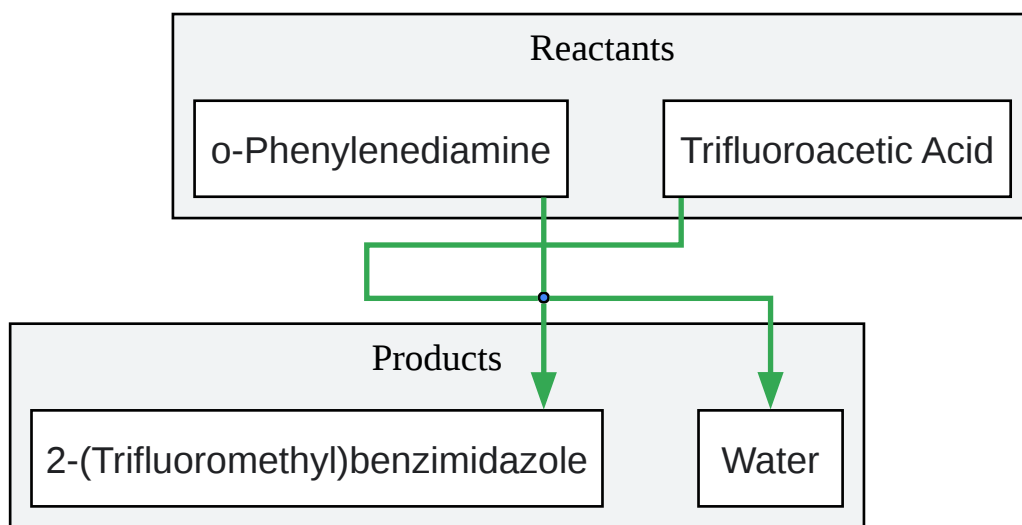 Reactants
o-Phenylenediamine
Trifluoroacetic Acid
Products
2-(Trifluoromethyl)benzimidazole
Water